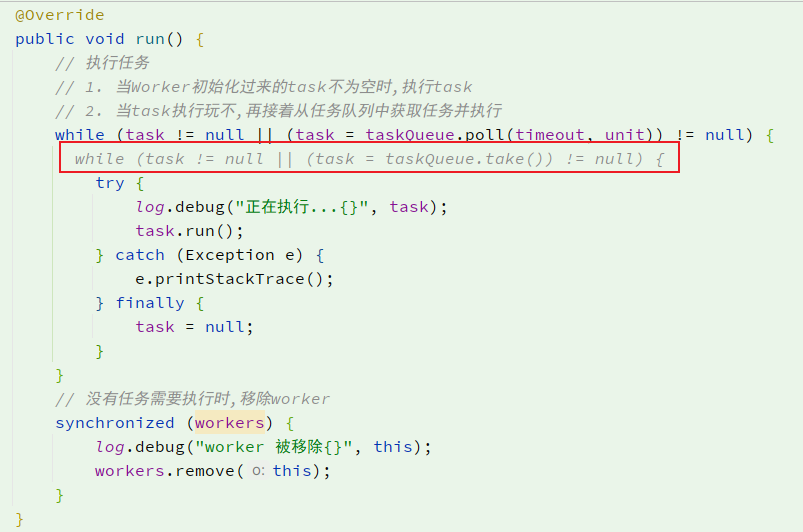 @Override
public void run() {
// 执行任务
// 1. 当Worker初始化过来的task不为空时,执行task
// 2. 当task执行玩不,再接着从任务队列中获取任务并执行
while (task != null || (task = taskQueue.poll(timeout, unit)) != null) {
while (task != null || (task = taskQueue.take()) != null) {
try {
log.debug("正在执行...{}", task);
task.run();
} catch (Exception e) {
e.printStackTrace();
} finally {
task = null;
}
}
// 没有任务需要执行时,移除worker
synchronized (workers) {
log.debug("worker 被移除{}", this);
workers.remove( o: this);
}
}